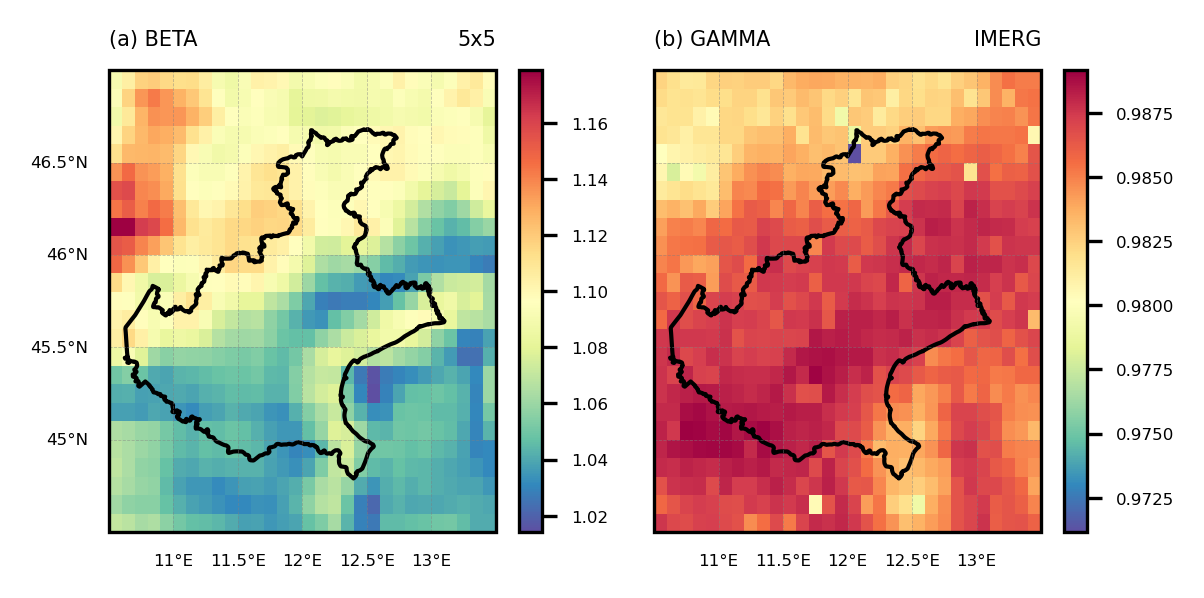 (a) BETA 5x5
46.5°N
46°N
45.5°N
45°N
11°E 11.5°E 12°E 12.5°E 13°E
1.16
1.14
1.12
1.10
1.08
1.06
1.04
1.02
(b) GAMMA IMERG
11°E 11.5°E 12°E 12.5°E 13°E
0.9875
0.9850
0.9825
0.9800
0.9775
0.9750
0.9725